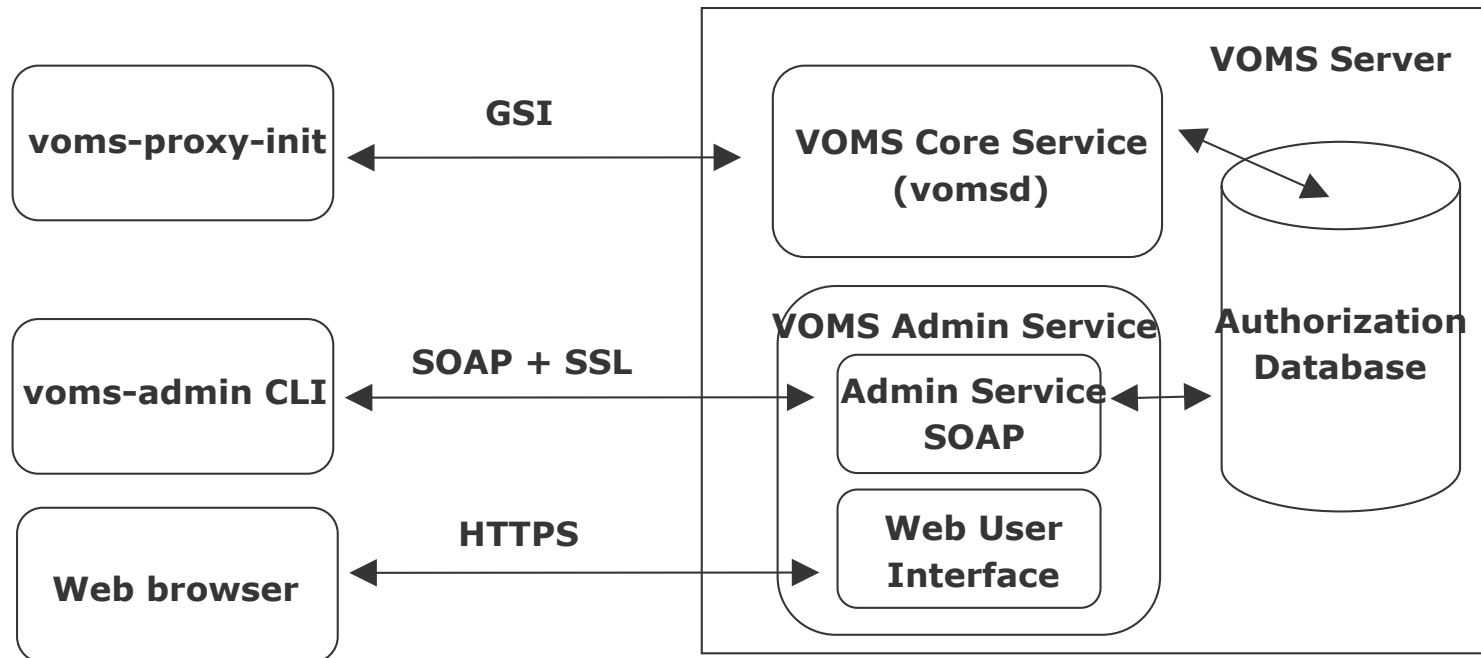 VOMS Server
voms-proxy-init
GSI
VOMS Core Service
(vomsd)
VOMS Admin Service
Authorization
Database
voms-admin CLI
SOAP + SSL
Admin Service
SOAP
Web browser
HTTPS
Web User
Interface